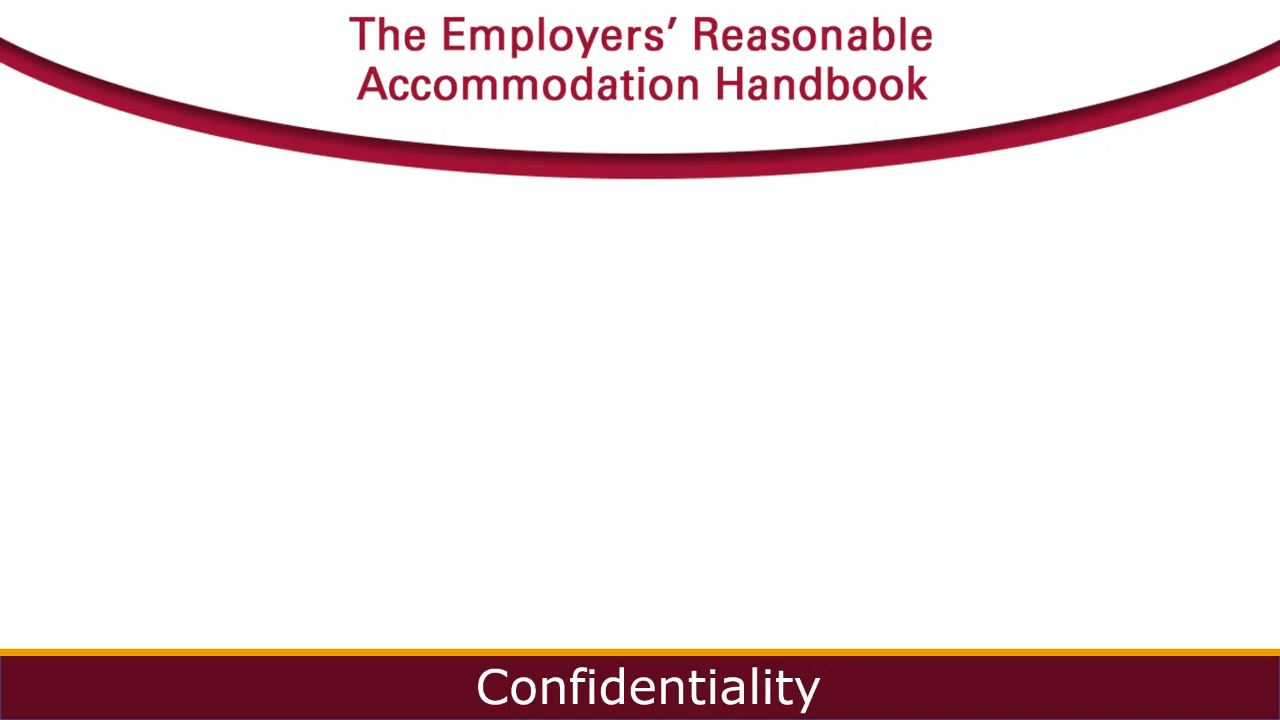 The Employers’ Reasonable
Accommodation Handbook
Confidentiality